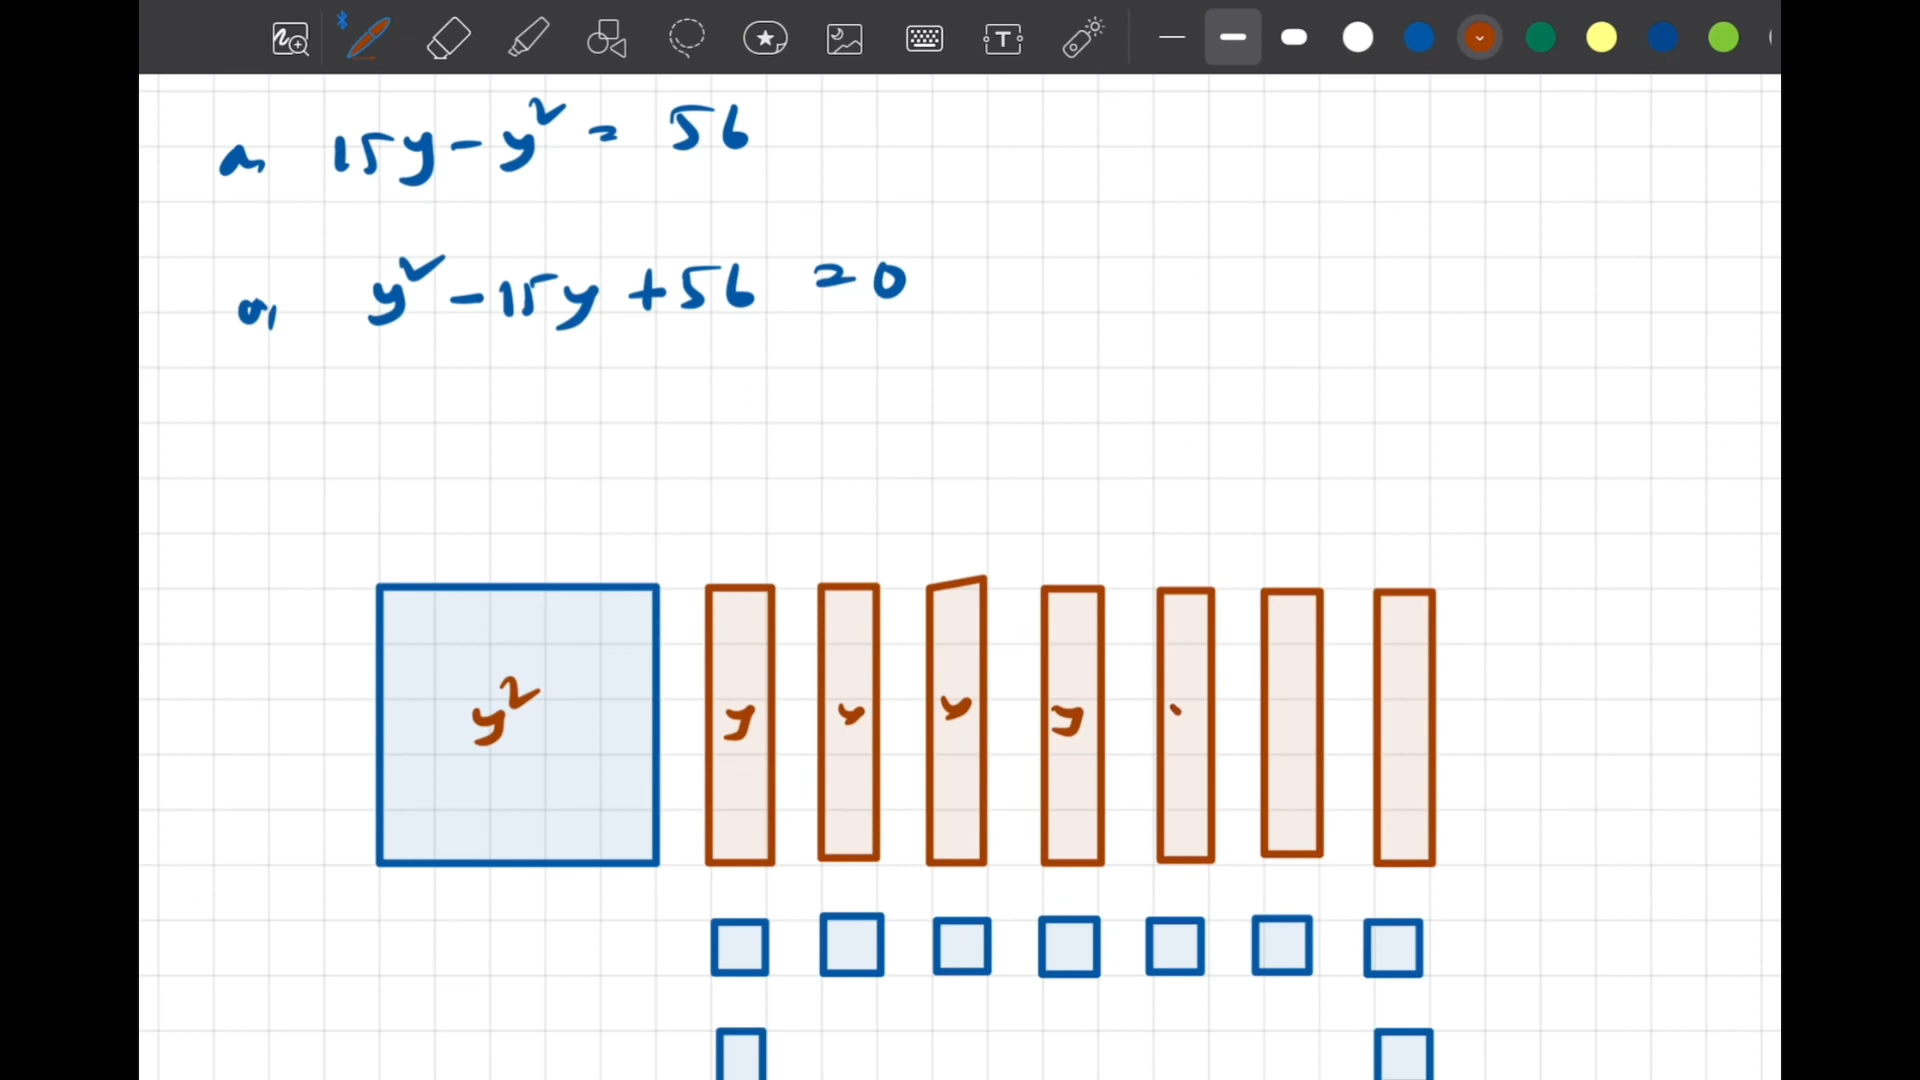 15y - y² = 56
y² - 15y + 56 = 0
y² y y y y